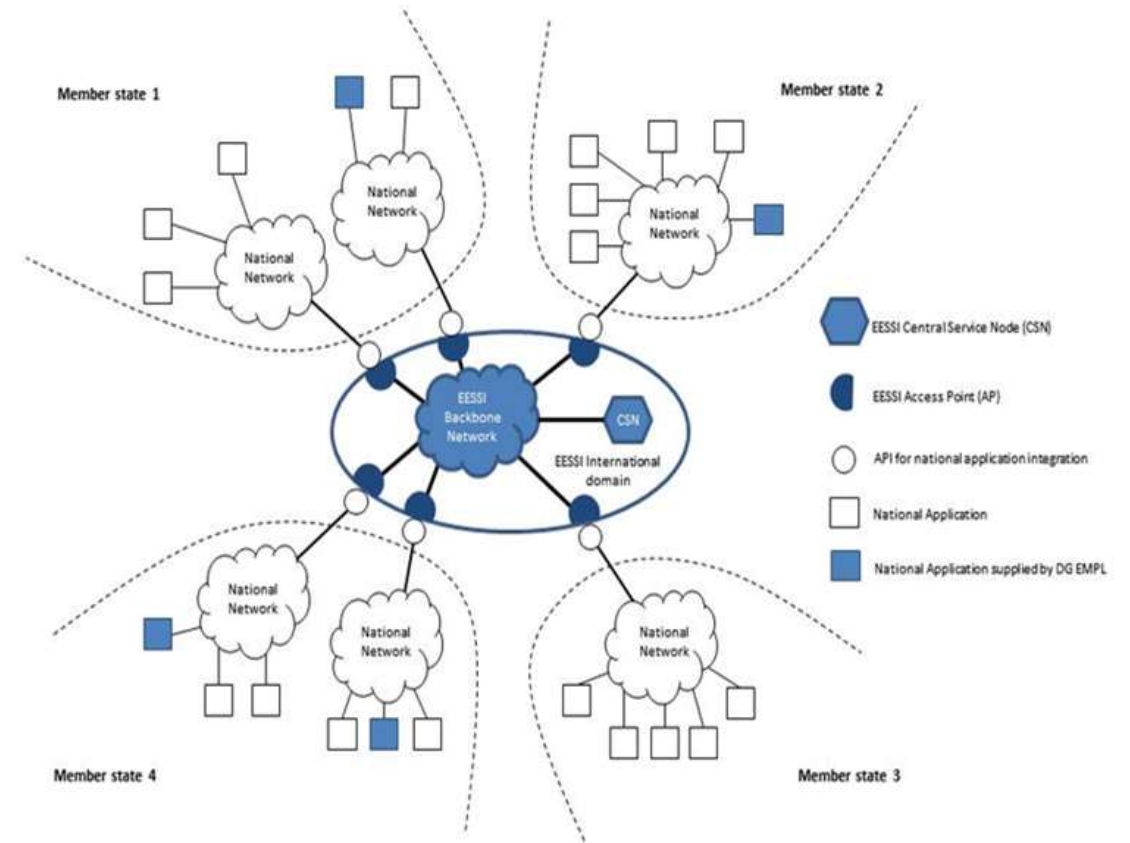 Member state 1
Member state 2
National
Network
National
Network
National
Network
EESSI
Backbone
Network
CSN
EESSI International
domain
EESSI Central Service Node (CSN)
EESSI Access Point (AP)
API for national application integration
National Application
National Application supplied by DG EMPL
National
Network
National
Network
National
Network
Member state 4
Member state 3